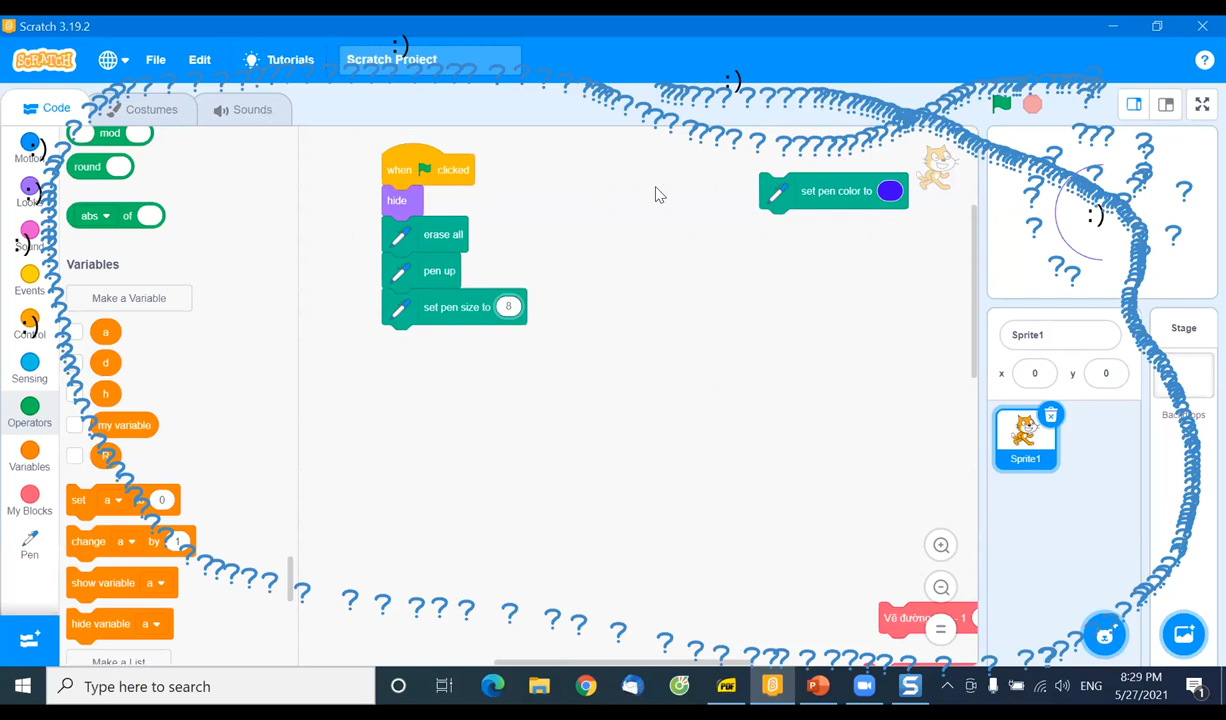 Scratch 3.19.2
SCRATCH File Edit Tutorials Scratch Project ?
:)
:)
Code Costumes Sounds
Motion
Looks
Sound
Events
Control
Sensing
Operators
Variables
My Blocks
Pen
:)
:)
:)
:)
mod
round
abs of
Variables
Make a Variable
a
d
h
my variable
R
set a 0
change a by 1
show variable a
hide variable a
Make a List
when clicked
hide
erase all
pen up
set pen size to 8
set pen color to
Vẽ đường 1
:)
Sprite1
x 0 y 0
Sprite1
Stage
Backdrops
Type here to search
PDF
ENG
8:29 PM
5/27/2021
1